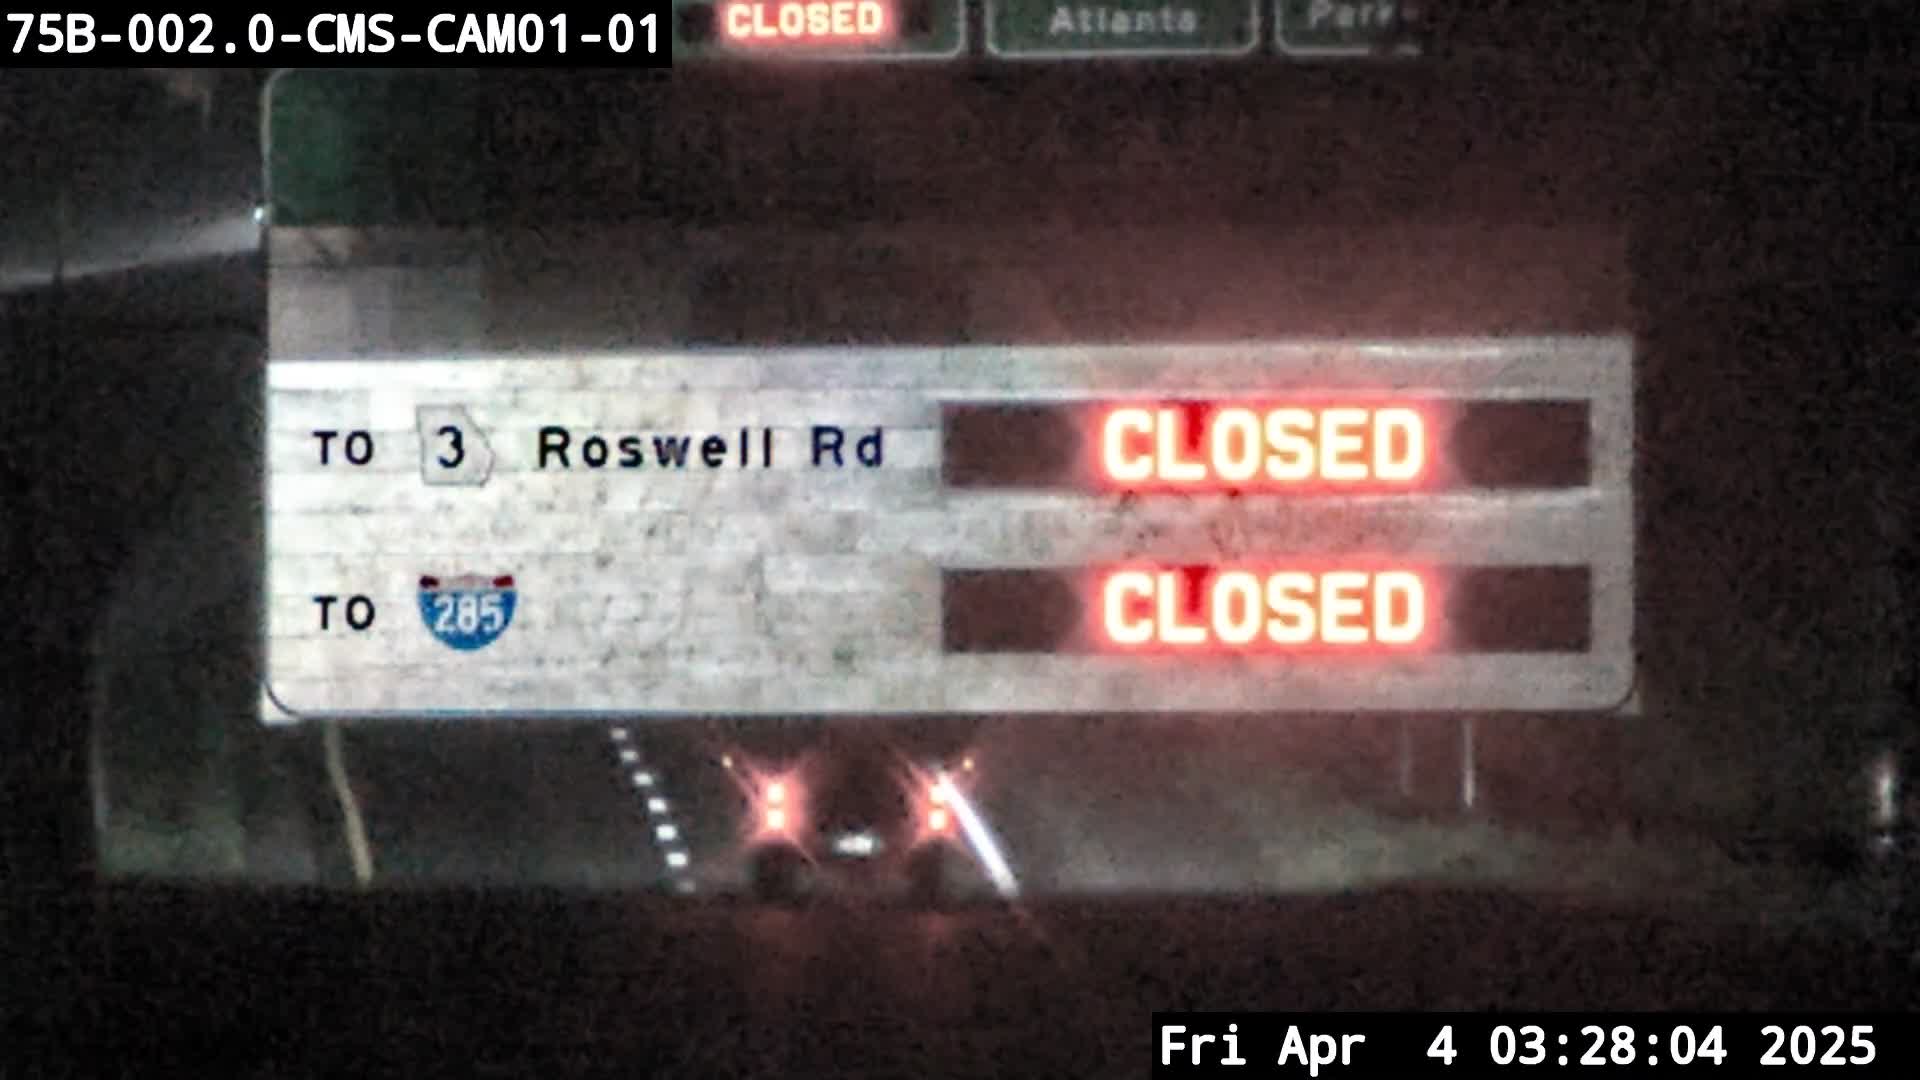 75B-002.0-CMS-CAM01-01
CLOSED
Atlanta
Park
TO 3 Roswell Rd CLOSED
TO 285 CLOSED
Fri Apr 4 03:28:04 2025